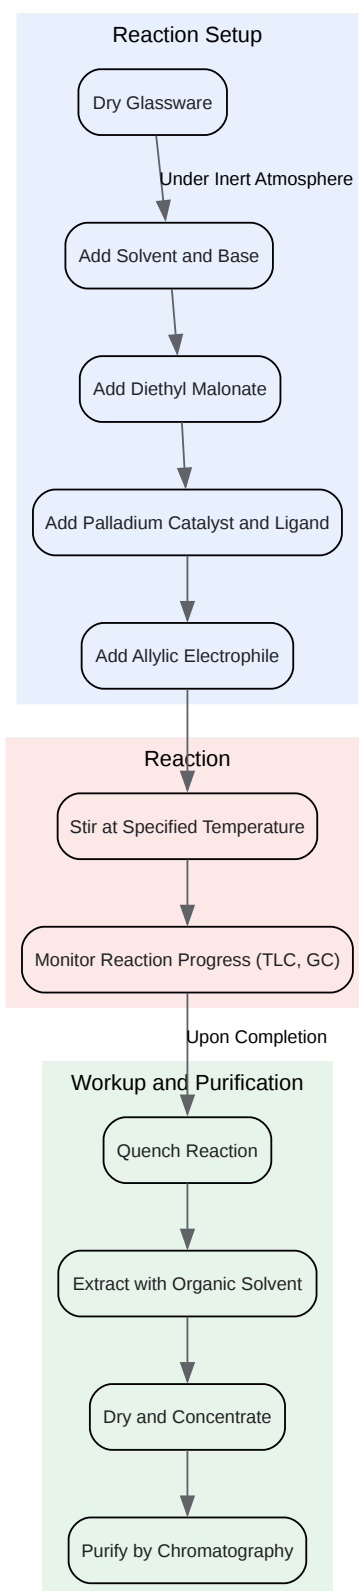 Reaction Setup
Dry Glassware
Under Inert Atmosphere
Add Solvent and Base
Add Diethyl Malonate
Add Palladium Catalyst and Ligand
Add Allylic Electrophile
Reaction
Stir at Specified Temperature
Monitor Reaction Progress (TLC, GC)
Upon Completion
Workup and Purification
Quench Reaction
Extract with Organic Solvent
Dry and Concentrate
Purify by Chromatography